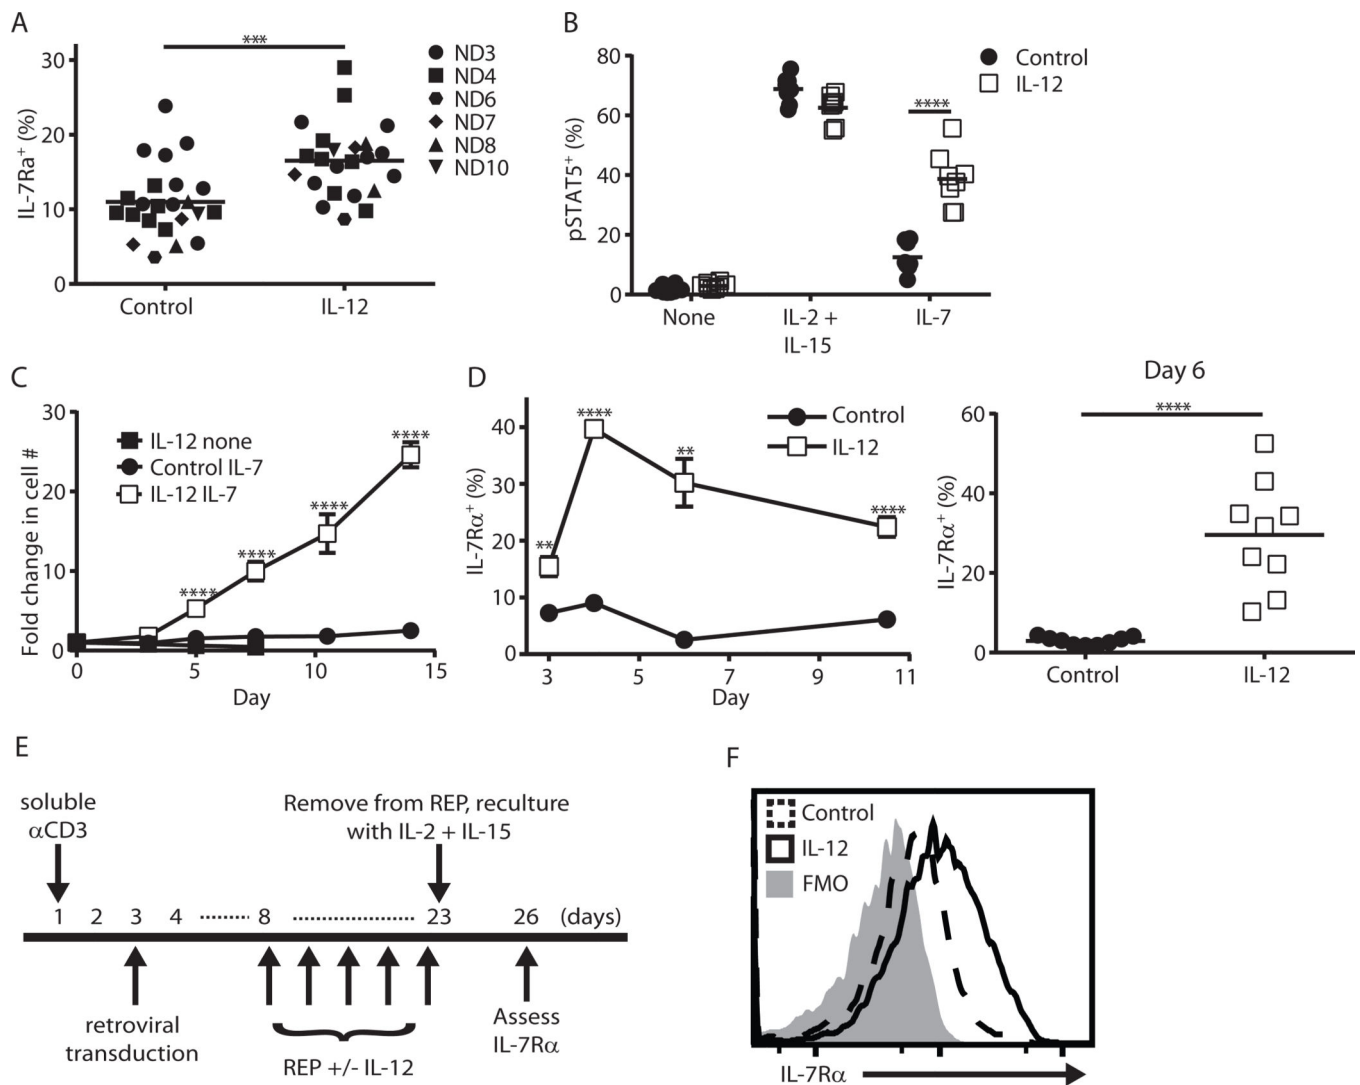 A
***
IL-7Ra⁺ (%)
30
20
10
0
Control
IL-12
ND3
ND4
ND6
ND7
ND8
ND10
B
Control
IL-12
****
pSTAT5⁺ (%)
80
60
40
20
0
None
IL-2 +
IL-15
IL-7
C
Fold change in cell #
30
20
10
0
IL-12 none
Control IL-7
IL-12 IL-7
****
****
****
****
0
5
10
15
Day
D
IL-7Rα⁺ (%)
40
30
20
10
0
Control
IL-12
**
****
**
****
3
5
7
9
11
Day
Day 6
****
IL-7Rα⁺ (%)
60
40
20
0
Control
IL-12
E
soluble
αCD3
Remove from REP, reculture
with IL-2 + IL-15
1 2 3 4 ........ 8 ...................... 23 26 (days)
retroviral
transduction
REP +/- IL-12
Assess
IL-7Rα
F
Control
IL-12
FMO
IL-7Rα